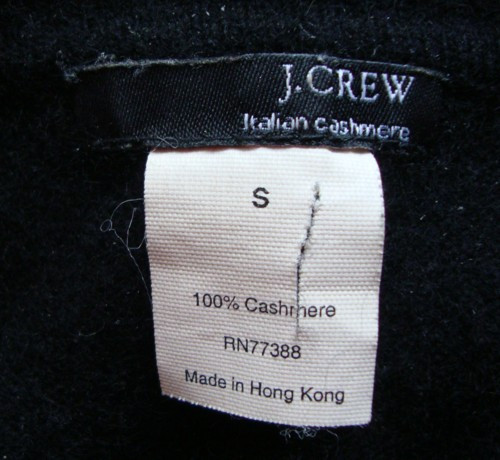 J.CREW
Italian cashmere
S
100% Cashmere
RN77388
Made in Hong Kong